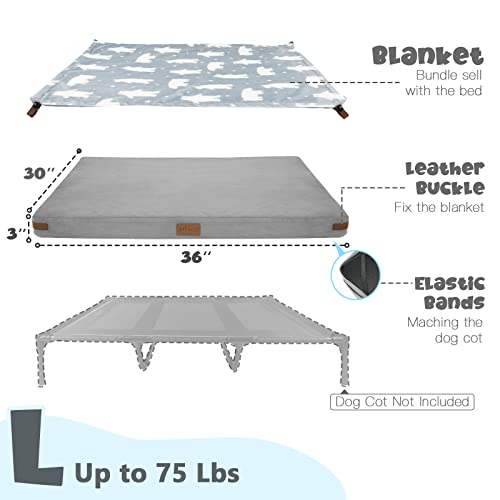 Blanket
Bundle sell
with the bed
30"
Leather
Buckle
Fix the blanket
3"
36"
Elastic
Bands
Maching the
dog cot
Dog Cot Not Included
L Up to 75 Lbs